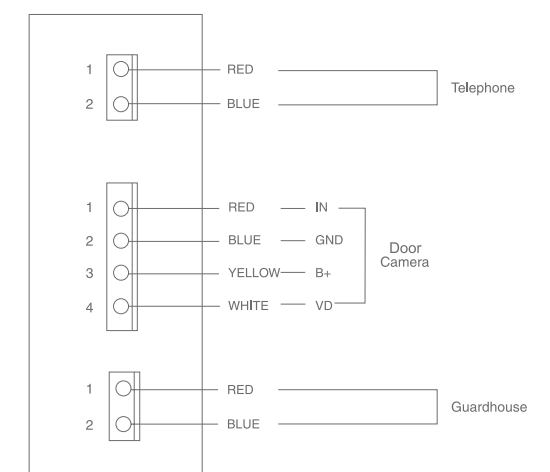 1 RED
Telephone
2 BLUE
1 RED IN
2 BLUE GND
Door
Camera
3 YELLOW B+
4 WHITE VD
1 RED
Guardhouse
2 BLUE